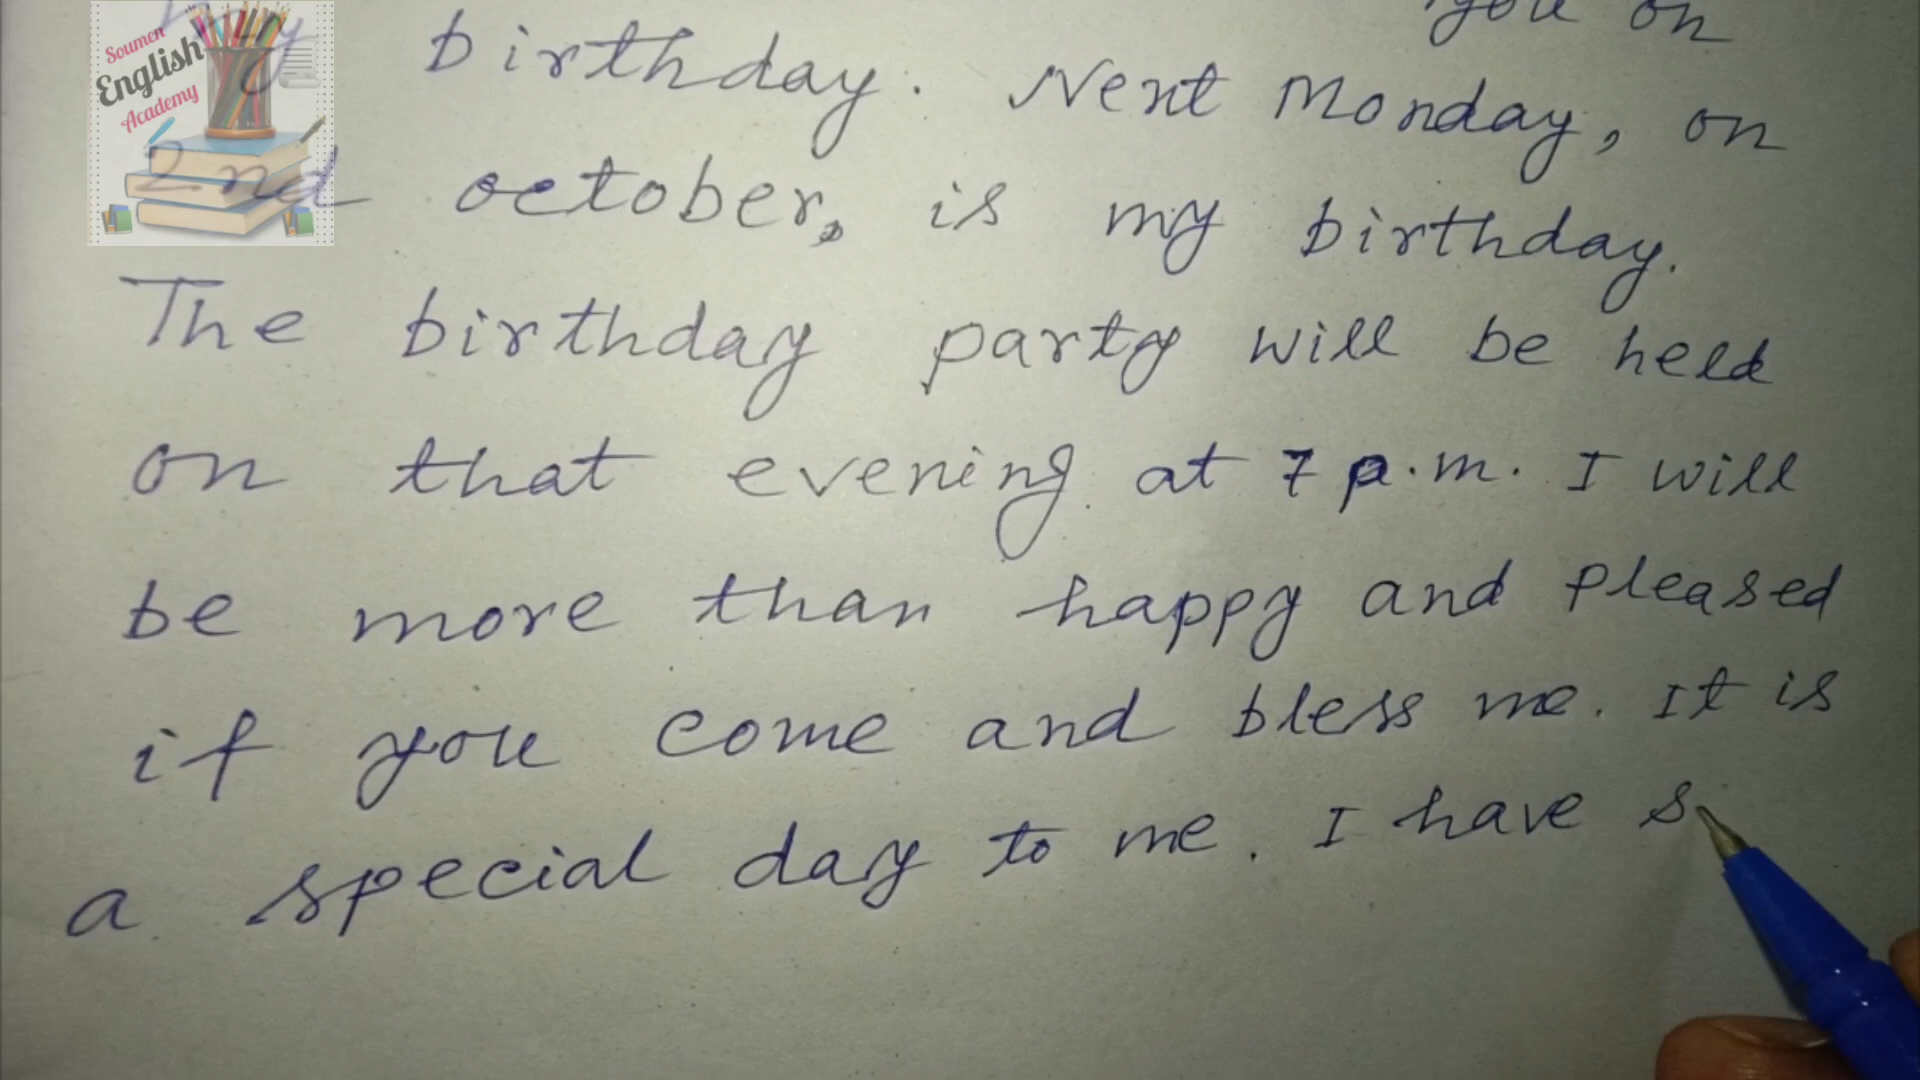 you on
my birthday. Next Monday, on
2nd october, is my birthday.
The birthday party will be held
on that evening at 7 p.m. I will
be more than happy and pleased
if you come and bless me. It is
a special day to me. I have s
Soumen
English
Academy